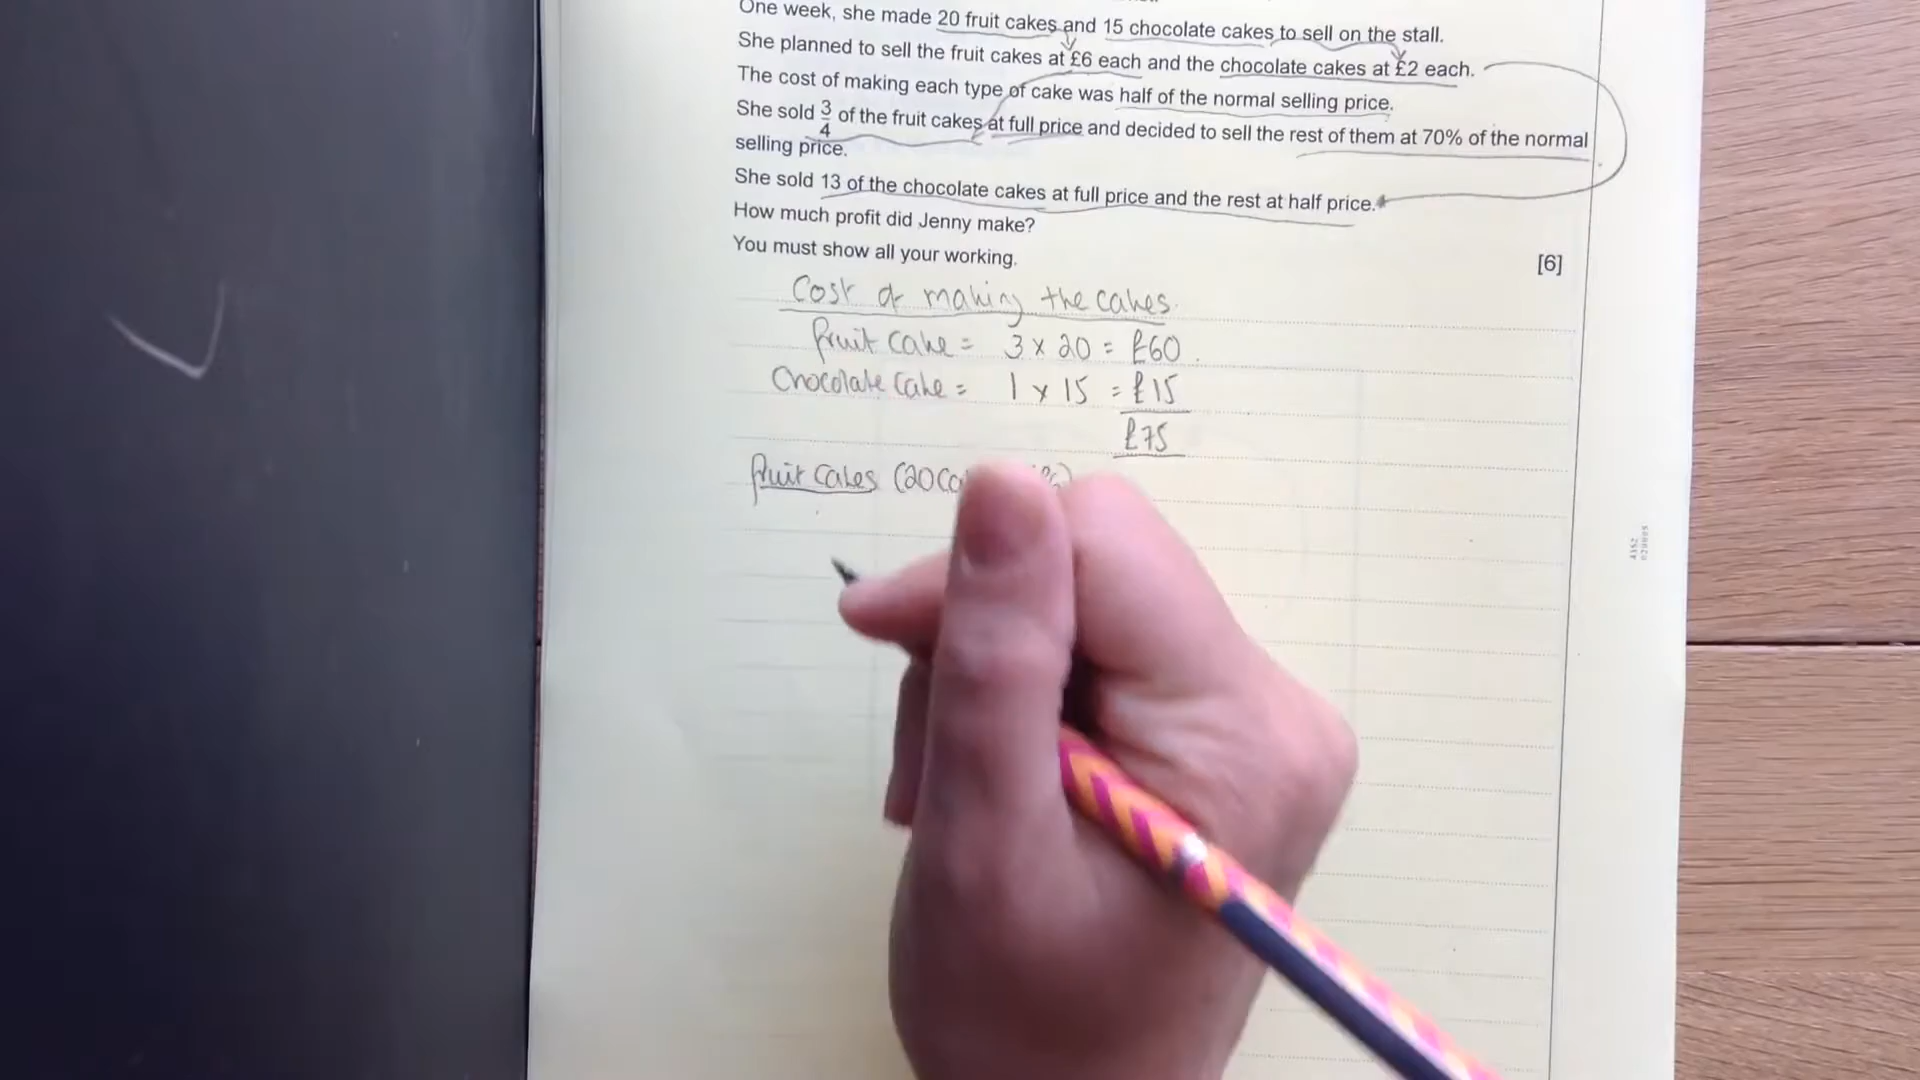 One week, she made 20 fruit cakes and 15 chocolate cakes to sell on the stall.
She planned to sell the fruit cakes at £6 each and the chocolate cakes at £2 each.
The cost of making each type of cake was half of the normal selling price.
She sold 3/4 of the fruit cakes at full price and decided to sell the rest of them at 70% of the normal
selling price.
She sold 13 of the chocolate cakes at full price and the rest at half price.
How much profit did Jenny make?
You must show all your working.
[6]
Cost of making the cakes.
fruit cake = 3 x 20 = £60.
Chocolate cake = 1 x 15 = £15
£75
fruit cakes (20